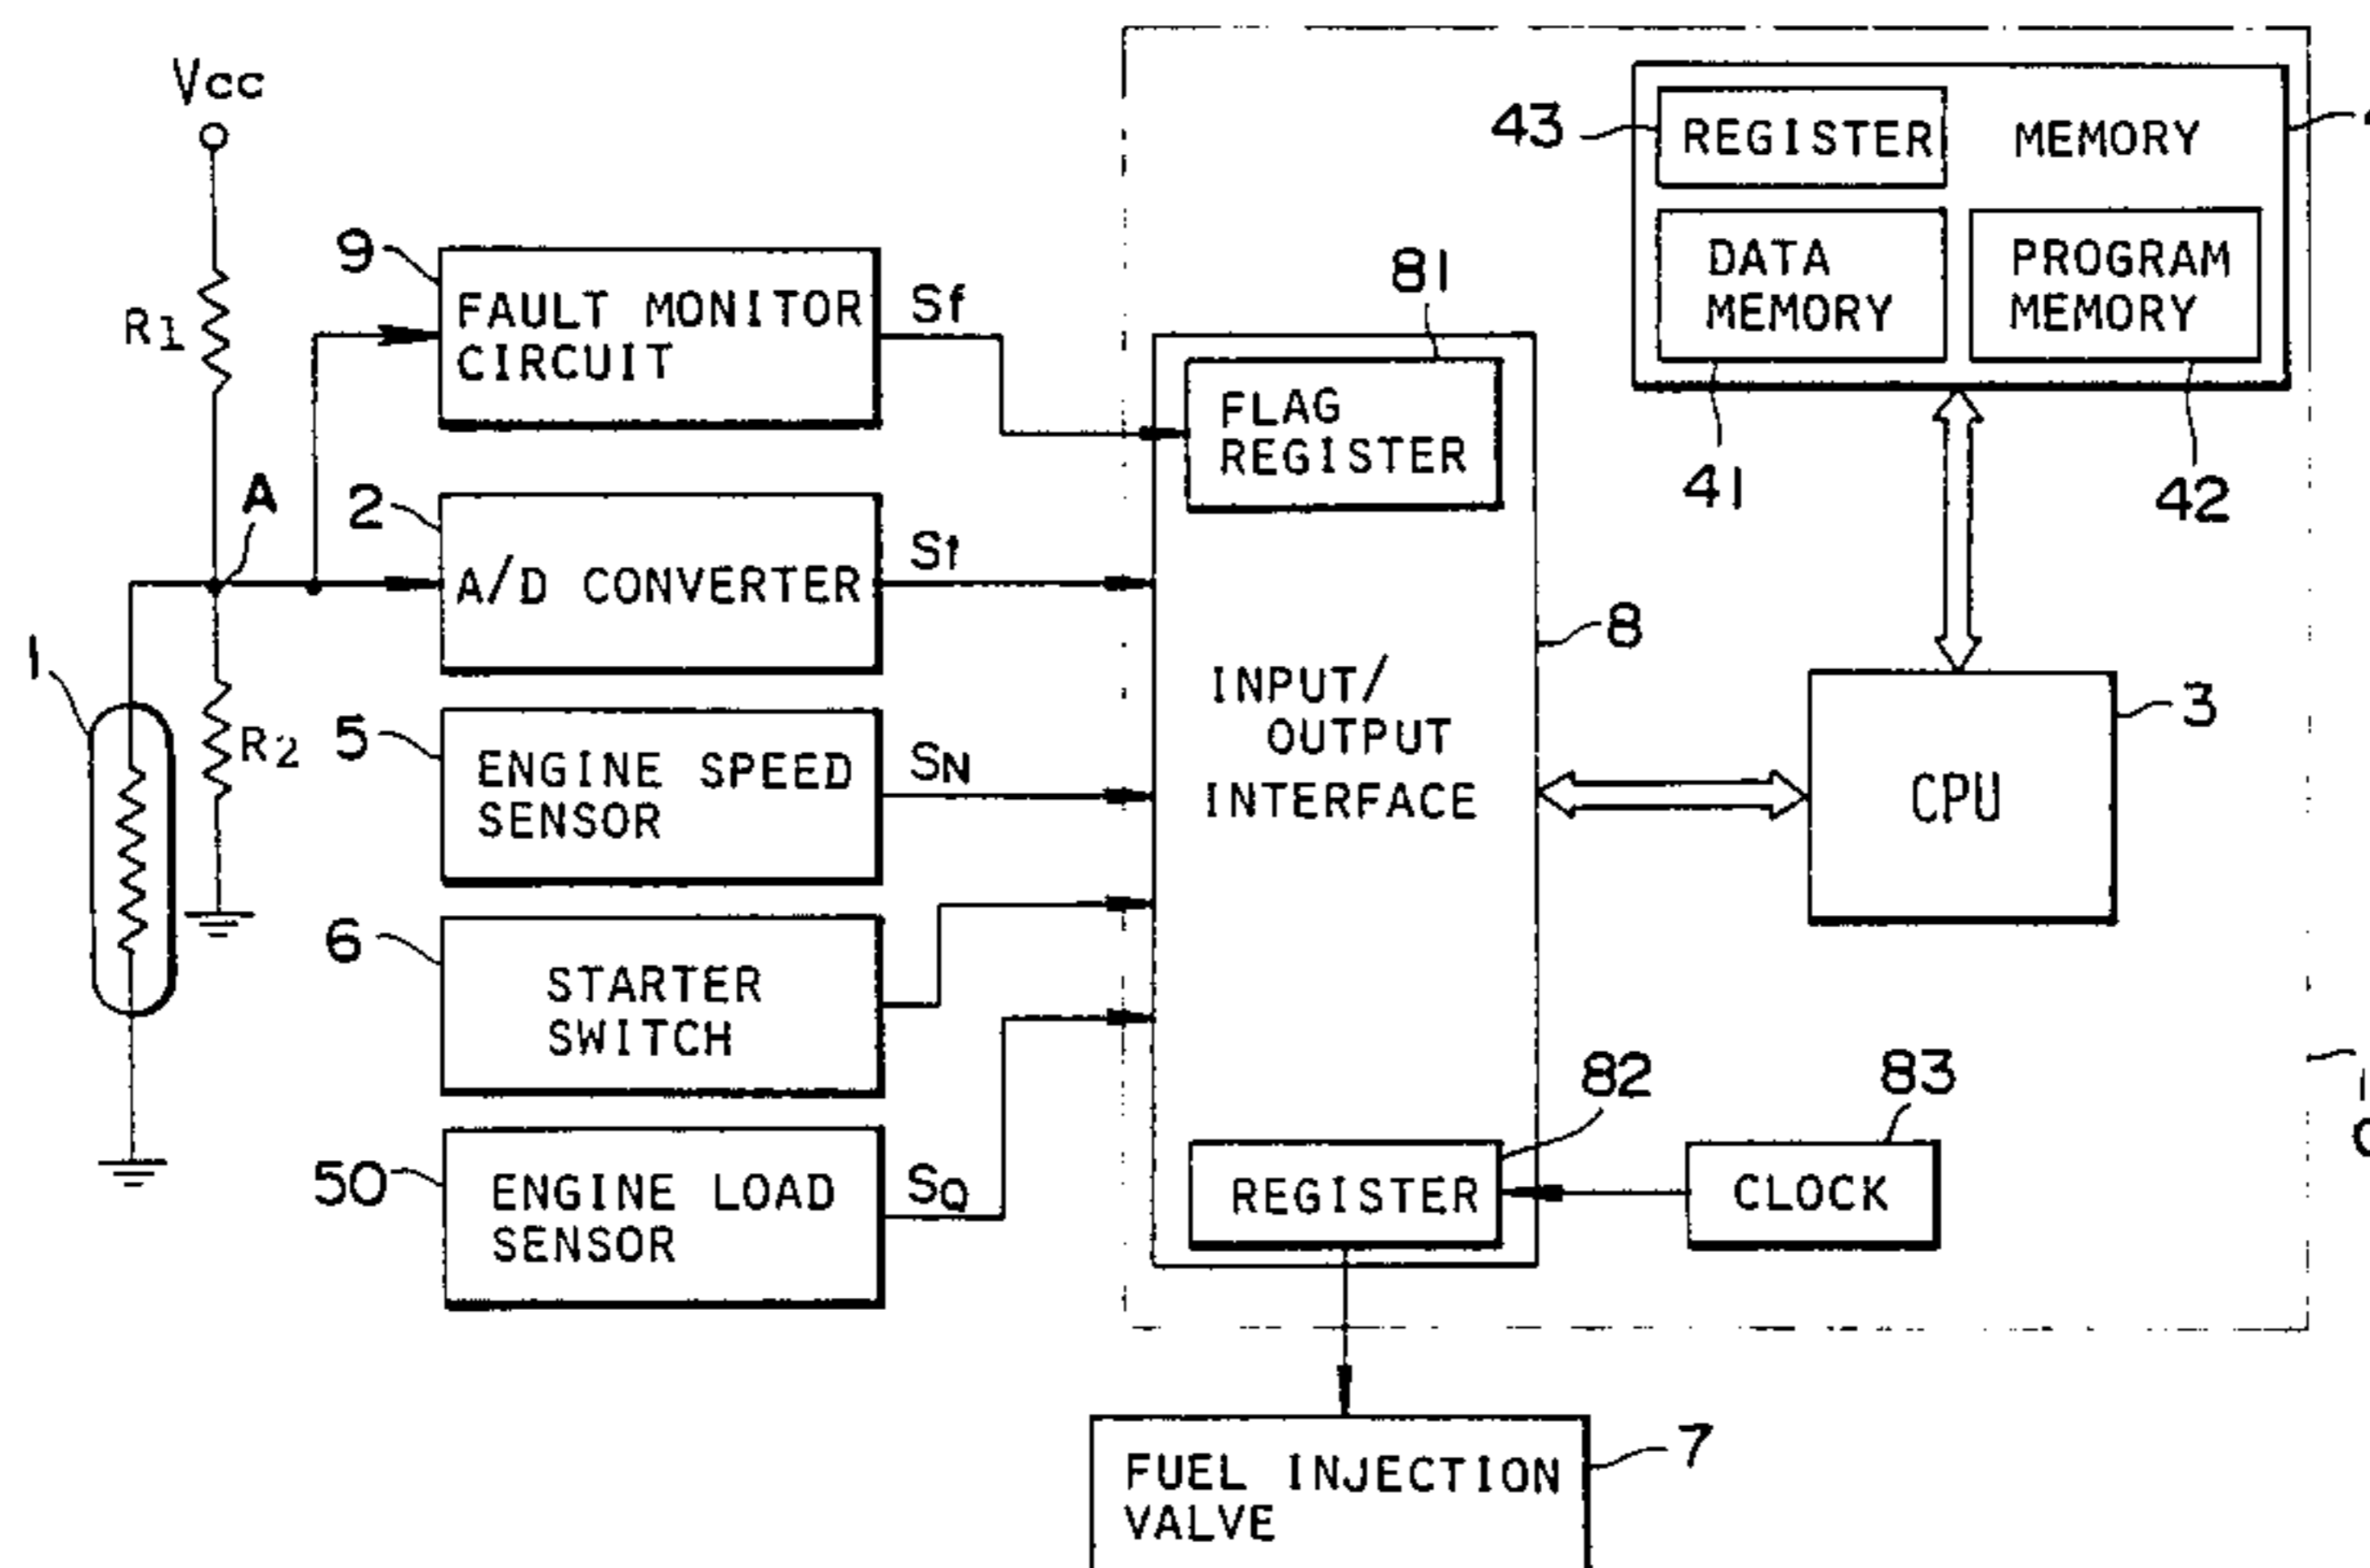 Vcc
R1
A
1
R2
9
FAULT MONITOR
CIRCUIT
Sf
2
A/D CONVERTER
St
5
ENGINE SPEED
SENSOR
SN
6
STARTER
SWITCH
50
ENGINE LOAD
SENSOR
SQ
81
FLAG
REGISTER
INPUT/
OUTPUT
INTERFACE
8
82
REGISTER
83
CLOCK
43
REGISTER
MEMORY
DATA
MEMORY
PROGRAM
MEMORY
41
42
3
CPU
7
FUEL INJECTION
VALVE